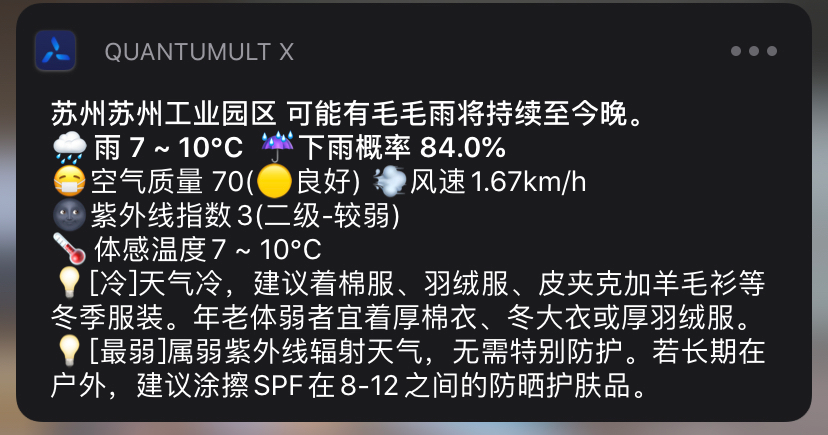 QUANTUMULT X
苏州苏州工业园区 可能有毛毛雨将持续至今晚。
🌧 雨 7 ~ 10°C ☔下雨概率 84.0%
😷空气质量 70(🟡良好) 💨风速1.67km/h
🌚紫外线指数3(二级-较弱)
🌡 体感温度7 ~ 10°C
💡[冷]天气冷，建议着棉服、羽绒服、皮夹克加羊毛衫等
冬季服装。年老体弱者宜着厚棉衣、冬大衣或厚羽绒服。
💡[最弱]属弱紫外线辐射天气，无需特别防护。若长期在
户外，建议涂擦SPF在8-12之间的防晒护肤品。